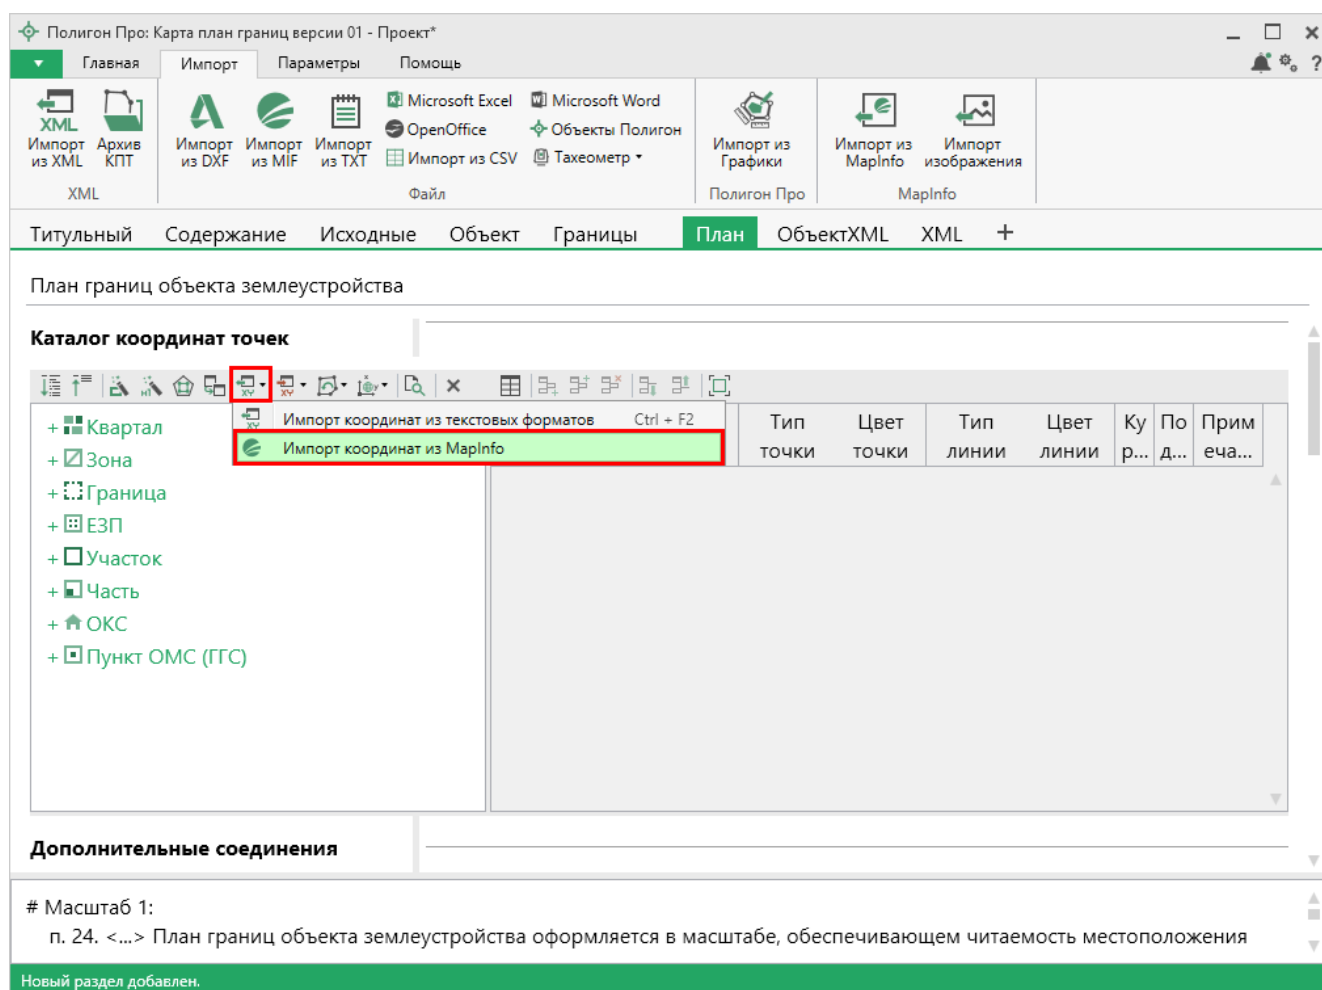 Полигон Про: Карта план границ версии 01 - Проект*
Главная Импорт Параметры Помощь
XML
Импорт из XML
Архив КПТ
Импорт из DXF
Импорт из MIF
Импорт из TXT
Microsoft Excel
Microsoft Word
OpenOffice
Объекты Полигон
Импорт из CSV
Тахеометр
Импорт из Графики
Импорт из MapInfo
Импорт изображения
XML Файл Полигон Про MapInfo
Титульный Содержание Исходные Объект Границы План ОбъектXML XML +
План границ объекта землеустройства
Каталог координат точек
Импорт координат из текстовых форматов Ctrl + F2
Импорт координат из MapInfo
Тип точки
Цвет точки
Тип линии
Цвет линии
Ку р...
По д...
Прим еча...
+ Квартал
+ Зона
+ Граница
+ ЕЗП
+ Участок
+ Часть
+ ОКС
+ Пункт ОМС (ГГС)
Дополнительные соединения
# Масштаб 1:
п. 24. <...> План границ объекта землеустройства оформляется в масштабе, обеспечивающем читаемость местоположения
Новый раздел добавлен.